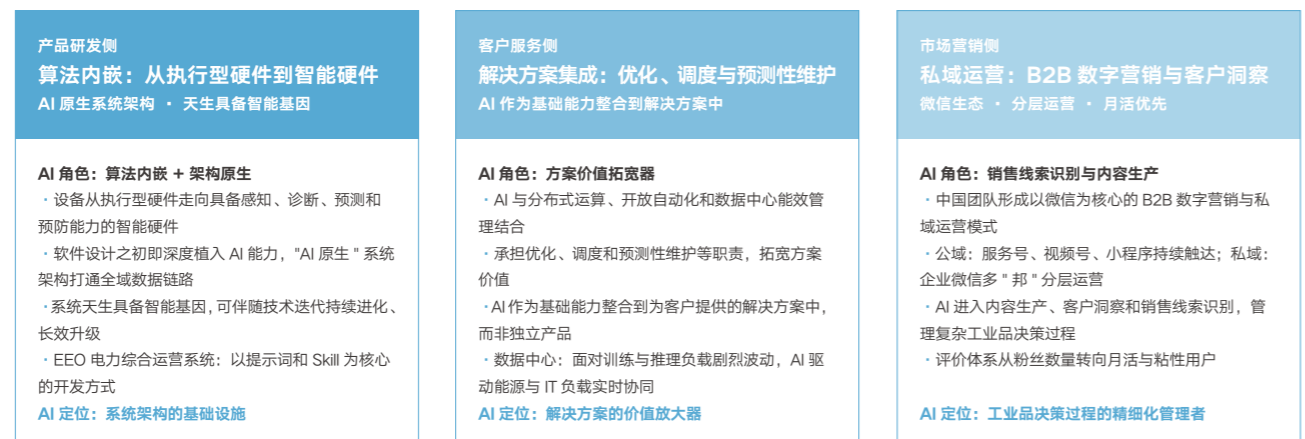 产品研发侧
算法内嵌：从执行型硬件到智能硬件
AI 原生系统架构 · 天生具备智能基因
AI 角色：算法内嵌 + 架构原生
·设备从执行型硬件走向具备感知、诊断、预测和
预防能力的智能硬件
·软件设计之初即深度植入 AI 能力，"AI 原生 " 系统
架构打通全域数据链路
·系统天生具备智能基因，可伴随技术迭代持续进化、
长效升级
·EEO 电力综合运营系统：以提示词和 Skill 为核心
的开发方式
AI 定位：系统架构的基础设施
客户服务侧
解决方案集成：优化、调度与预测性维护
AI 作为基础能力整合到解决方案中
AI 角色：方案价值拓宽器
·AI 与分布式运算、开放自动化和数据中心能效管
理结合
·承担优化、调度和预测性维护等职责，拓宽方案
价值
·AI 作为基础能力整合到为客户提供的解决方案中，
而非独立产品
·数据中心：面对训练与推理负载剧烈波动，AI 驱
动能源与 IT 负载实时协同
AI 定位：解决方案的价值放大器
市场营销侧
私域运营：B2B 数字营销与客户洞察
微信生态 · 分层运营 · 月活优先
AI 角色：销售线索识别与内容生产
·中国团队形成以微信为核心的 B2B 数字营销与私
域运营模式
·公域：服务号、视频号、小程序持续触达；私域：
企业微信多 " 邦 " 分层运营
·AI 进入内容生产、客户洞察和销售线索识别，管
理复杂工业品决策过程
·评价体系从粉丝数量转向月活与粘性用户
AI 定位：工业品决策过程的精细化管理者